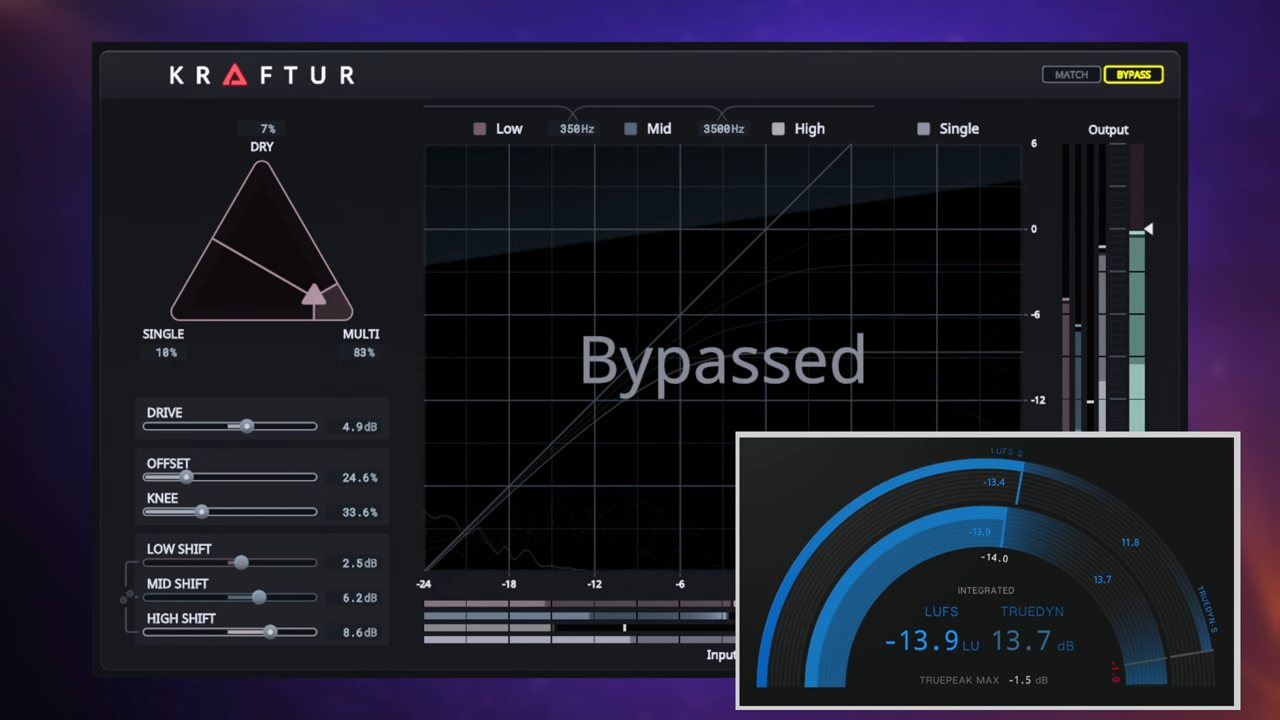 KRAFTUR
MATCH BYPASS
7%
DRY
SINGLE MULTI
10% 83%
DRIVE
4.9dB
OFFSET
24.6%
KNEE
33.6%
LOW SHIFT
2.5dB
MID SHIFT
6.2dB
HIGH SHIFT
8.6dB
Low 350Hz Mid 3500Hz High Single
Output
6
0
-6
-12
Bypassed
-24 -18 -12 -6
Input
LUFS-S
-13.4
-13.9
-14.0
11.8
13.7
TRUEDYN-S
INTEGRATED
LUFS TRUEDYN
-13.9 LU 13.7 dB
-1.0
TRUEPEAK MAX -1.5 dB